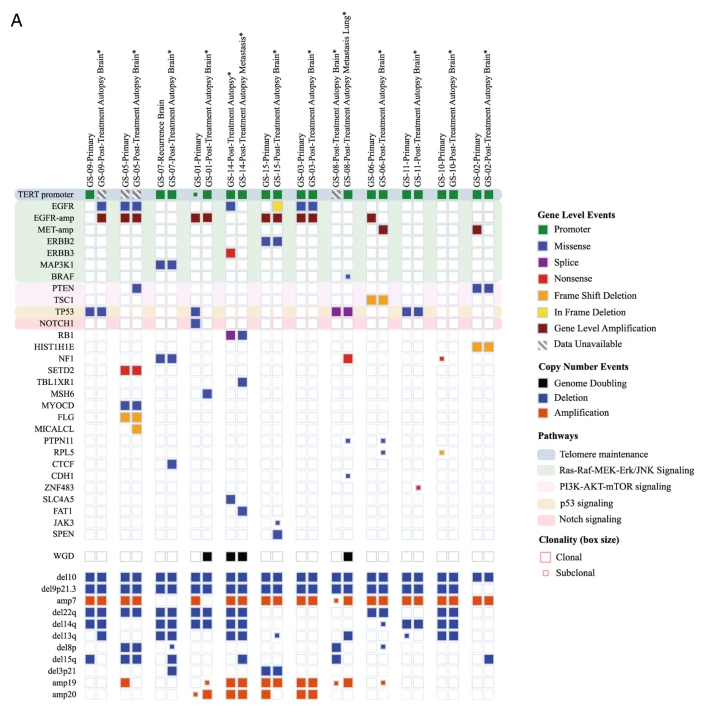 A
GS-09-Primary
GS-09-Post-Treatment Autopsy Brain*
GS-05-Primary
GS-05-Post-Treatment Autopsy Brain*
GS-07-Recurrence Brain
GS-07-Post-Treatment Autopsy Brain*
GS-01-Primary
GS-01-Post-Treatment Autopsy Brain*
GS-14-Post-Treatment Autopsy*
GS-14-Post-Treatment Autopsy Metastasis*
GS-15-Primary
GS-15-Post-Treatment Autopsy Brain*
GS-03-Primary
GS-03-Post-Treatment Autopsy Brain*
GS-08-Post-Treatment Autopsy Brain*
GS-08-Post-Treatment Autopsy Metastasis Lung*
GS-06-Primary
GS-06-Post-Treatment Autopsy Brain*
GS-11-Primary
GS-11-Post-Treatment Autopsy Brain*
GS-10-Primary
GS-10-Post-Treatment Autopsy Brain*
GS-02-Primary
GS-02-Post-Treatment Autopsy Brain*
TERT promoter
EGFR
EGFR-amp
MET-amp
ERBB2
ERBB3
MAP3K1
BRAF
PTEN
TSC1
TP53
NOTCH1
RB1
HIST1H1E
NF1
SETD2
TBL1XR1
MSH6
MYOCD
FLG
MICALCL
PTPN11
RPL5
CTCF
CDH1
ZNF483
SLC4A5
FAT1
JAK3
SPEN
WGD
del10
del9p21.3
amp7
del22q
del14q
del13q
del8p
del15q
del3p21
amp19
amp20
Gene Level Events
Promoter
Missense
Splice
Nonsense
Frame Shift Deletion
In Frame Deletion
Gene Level Amplification
Data Unavailable
Copy Number Events
Genome Doubling
Deletion
Amplification
Pathways
Telomere maintenance
Ras-Raf-MEK-Erk/JNK Signaling
PI3K-AKT-mTOR signaling
p53 signaling
Notch signaling
Clonality (box size)
Clonal
Subclonal